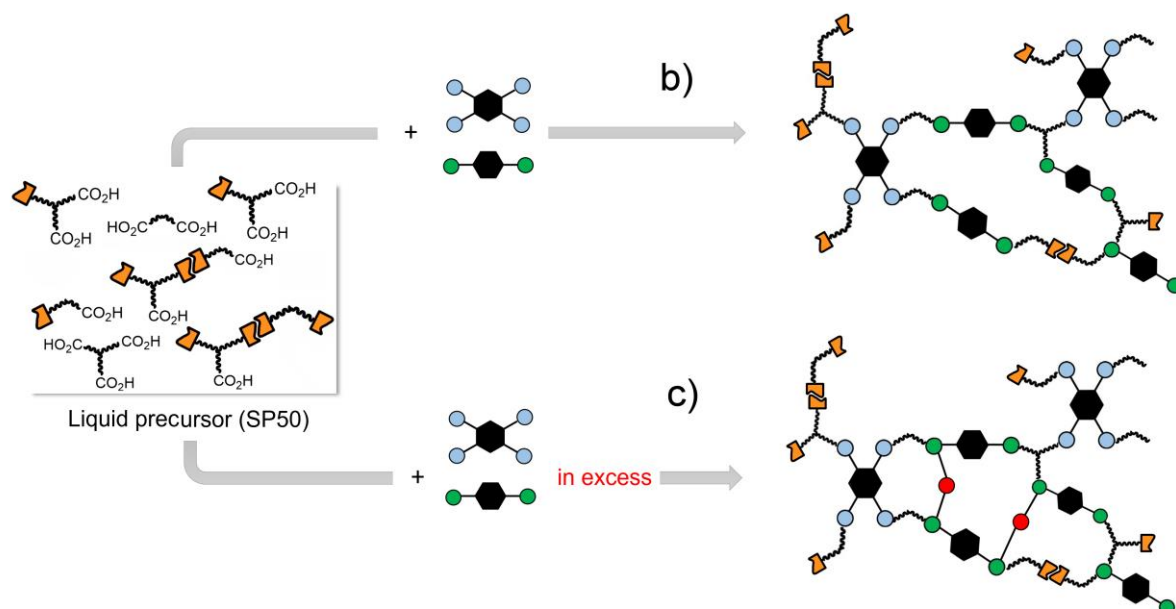 b)
+
CO₂H
CO₂H
HO₂C
CO₂H
CO₂H
CO₂H
CO₂H
CO₂H
CO₂H
HO₂C
CO₂H
CO₂H
CO₂H
Liquid precursor (SP50)
c)
+
in excess